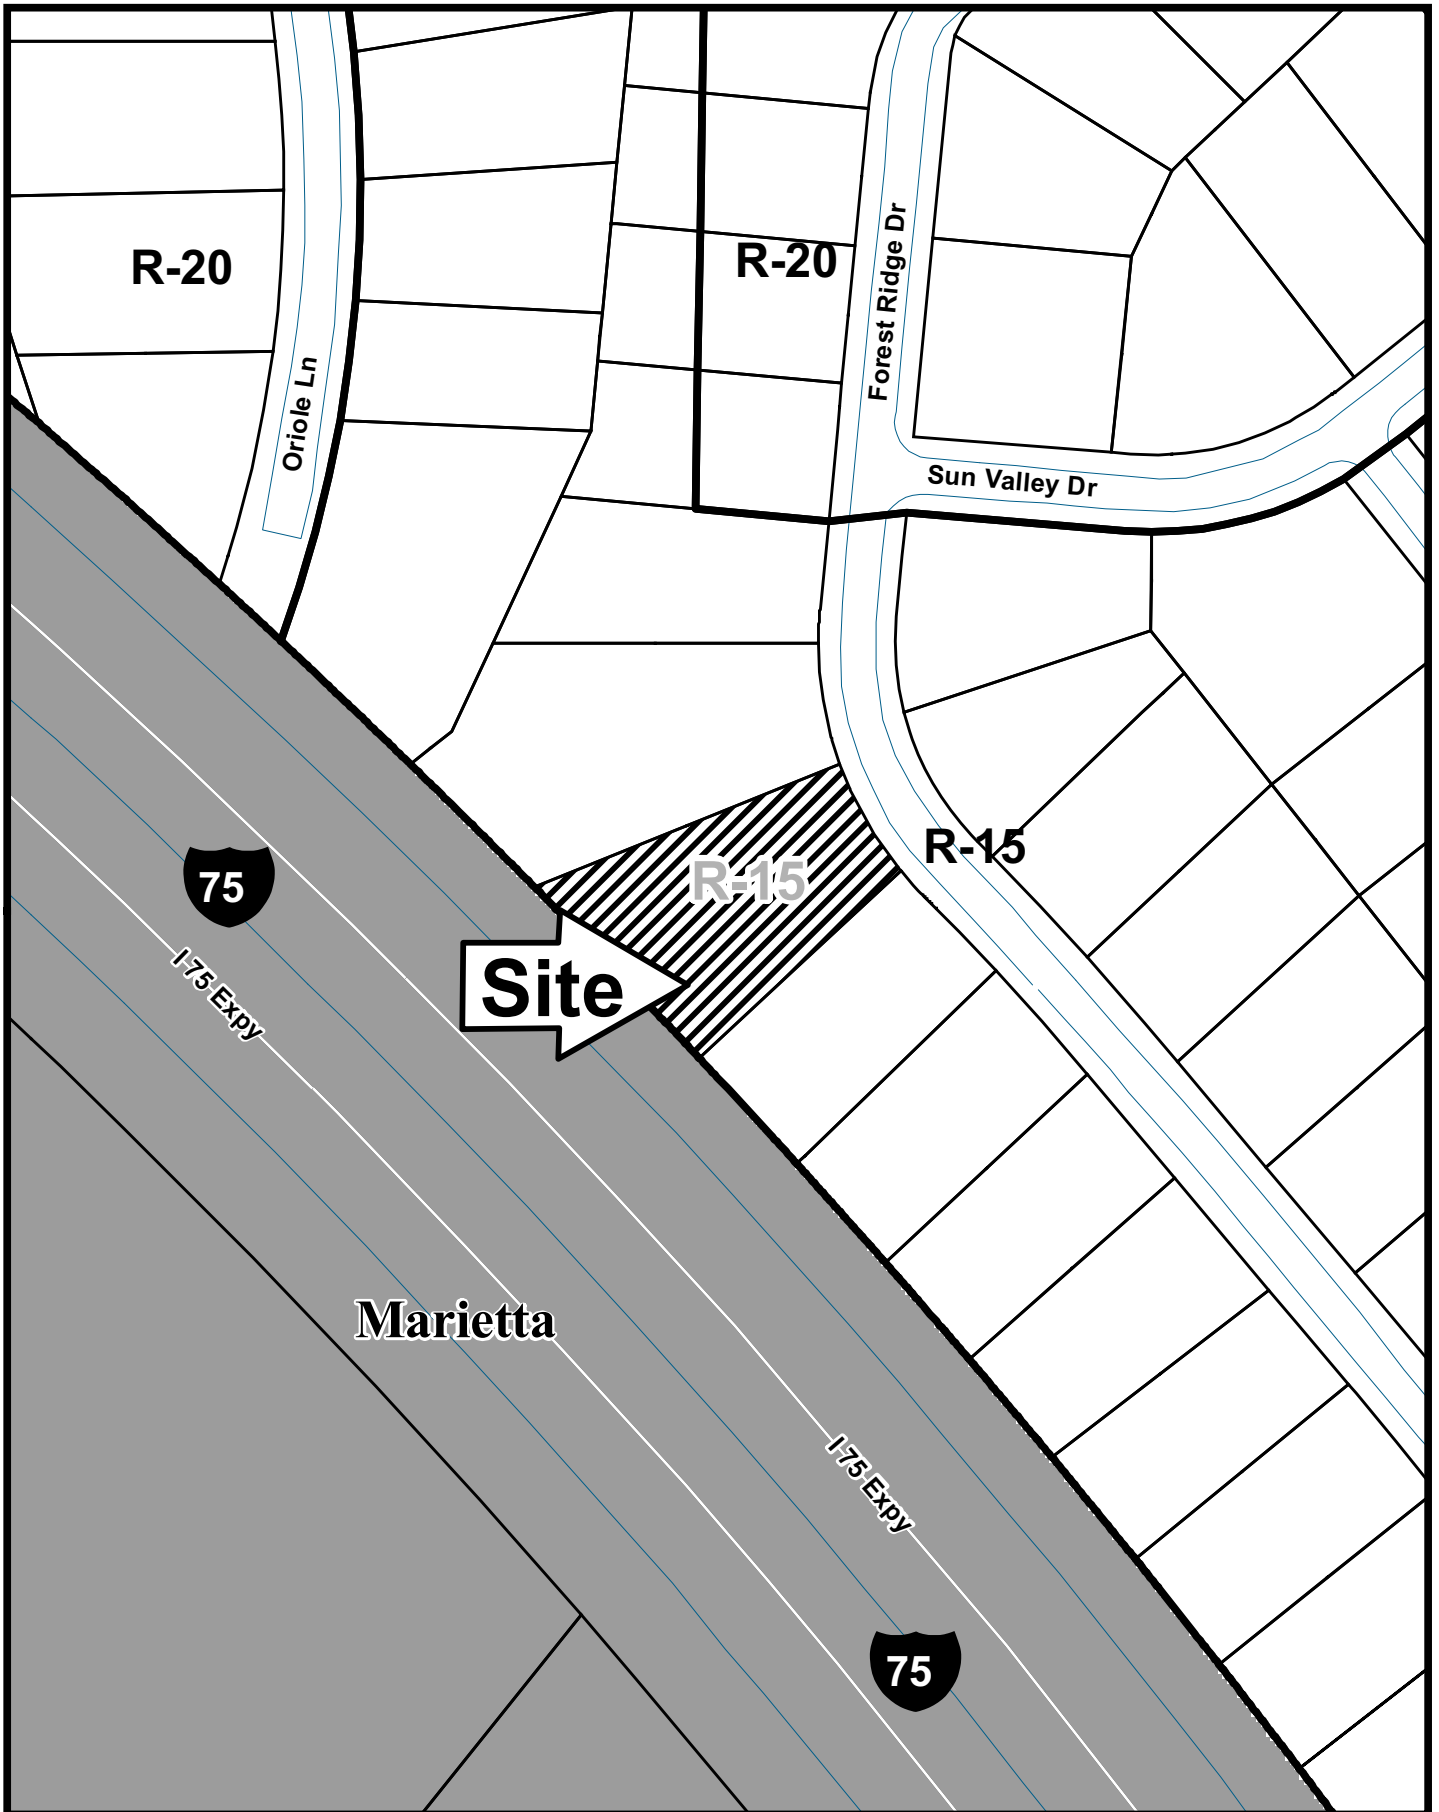 R-20
R-20
Forest Ridge Dr
Oriole Ln
Sun Valley Dr
R-15
R-15
75
I 75 Expy
Site
Marietta
I 75 Expy
75